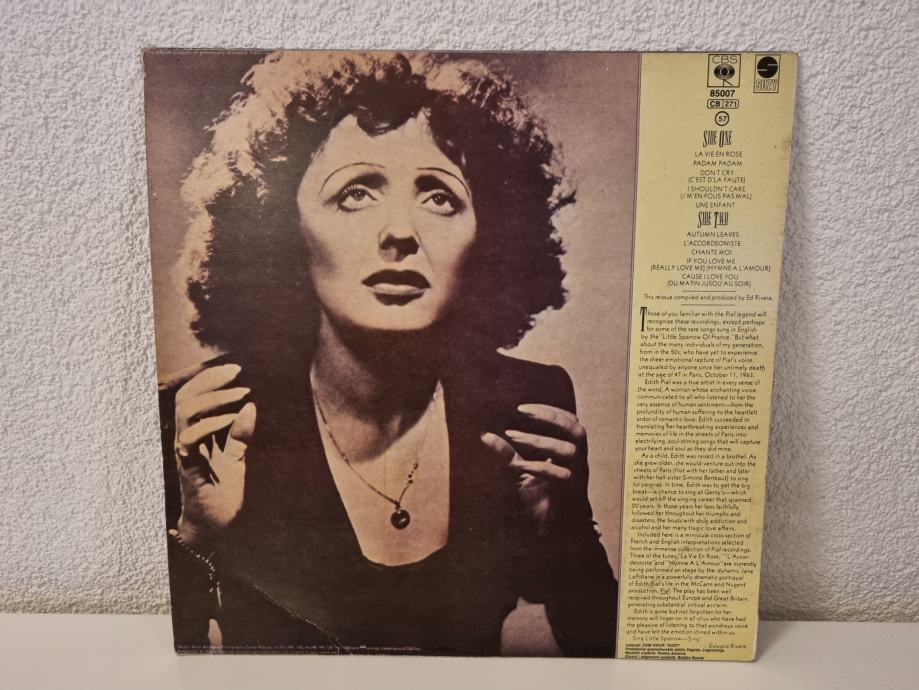 CBS
SUZY
85007
CB 271
57
SIDE ONE
LA VIE EN ROSE
PADAM PADAM
DON'T CRY
(C'EST D'LA FAUTE)
I SHOULDN'T CARE
(J'M'EN FOUS PAS MAL)
UNE ENFANT
SIDE TWO
AUTUMN LEAVES
L'ACCORDEONISTE
CHANTE MOI
IF YOU LOVE ME
(REALLY LOVE ME) (HYMNE A L'AMOUR)
'CAUSE I LOVE YOU
(DU MATIN JUSQU'AU SOIR)
This reissue compiled and produced by Ed Rivera.
Those of you familiar with the Piaf legend will
recognize these recordings, except perhaps
for some of the rare songs sung in English
by the "Little Sparrow Of France." But what
about the many individuals of my generation,
born in the 50s, who have yet to experience
the sheer emotional rapture of Piaf's voice,
unequaled by anyone since her untimely death
at the age of 47 in Paris, October 11, 1963.
Edith Piaf was a true artist in every sense of
the word. A woman whose enchanting voice
communicated to all who listened to her the
very essence of human sentiment—from the
profundity of human suffering to the heartfelt
ardor of romantic love. Edith succeeded in
translating her heartbreaking experiences and
memories of life in the streets of Paris into
electrifying, soul-stirring songs that will capture
your heart and soul as they did mine.
As a child, Edith was raised in a brothel. As
she grew older, she would venture out into the
streets of Paris (first with her father and later
with her half-sister Simone Berteaut) to sing
for pennies. In time, Edith was to get the big
break—a chance to sing at Gerny's—which
would set off the singing career that spanned
20 years. In those years her fans faithfully
followed her throughout her triumphs and
disasters, the bouts with drug addiction and
alcohol and her many tragic love affairs.
Included here is a miniscule cross-section of
French and English interpretations selected
from the immense collection of Piaf recordings.
Three of the tunes, "La Vie En Rose," "L'Accor-
deoniste" and "Hymne A L'Amour" are currently
being performed on stage by the dynamic Jane
LaPotaire in a powerfully dramatic portrayal
of Edith Piaf's life in the McCann and Nugent
production, Piaf. The play has been well
received throughout Europe and Great Britain,
generating substantial critical acclaim.
Edith is gone but not forgotten for her
memory will linger on in all of us who have had
the pleasure of listening to that wondrous voice
and have left the emotion stirred within us.
Sing Little Sparrow—Sing!
Edward Rivera